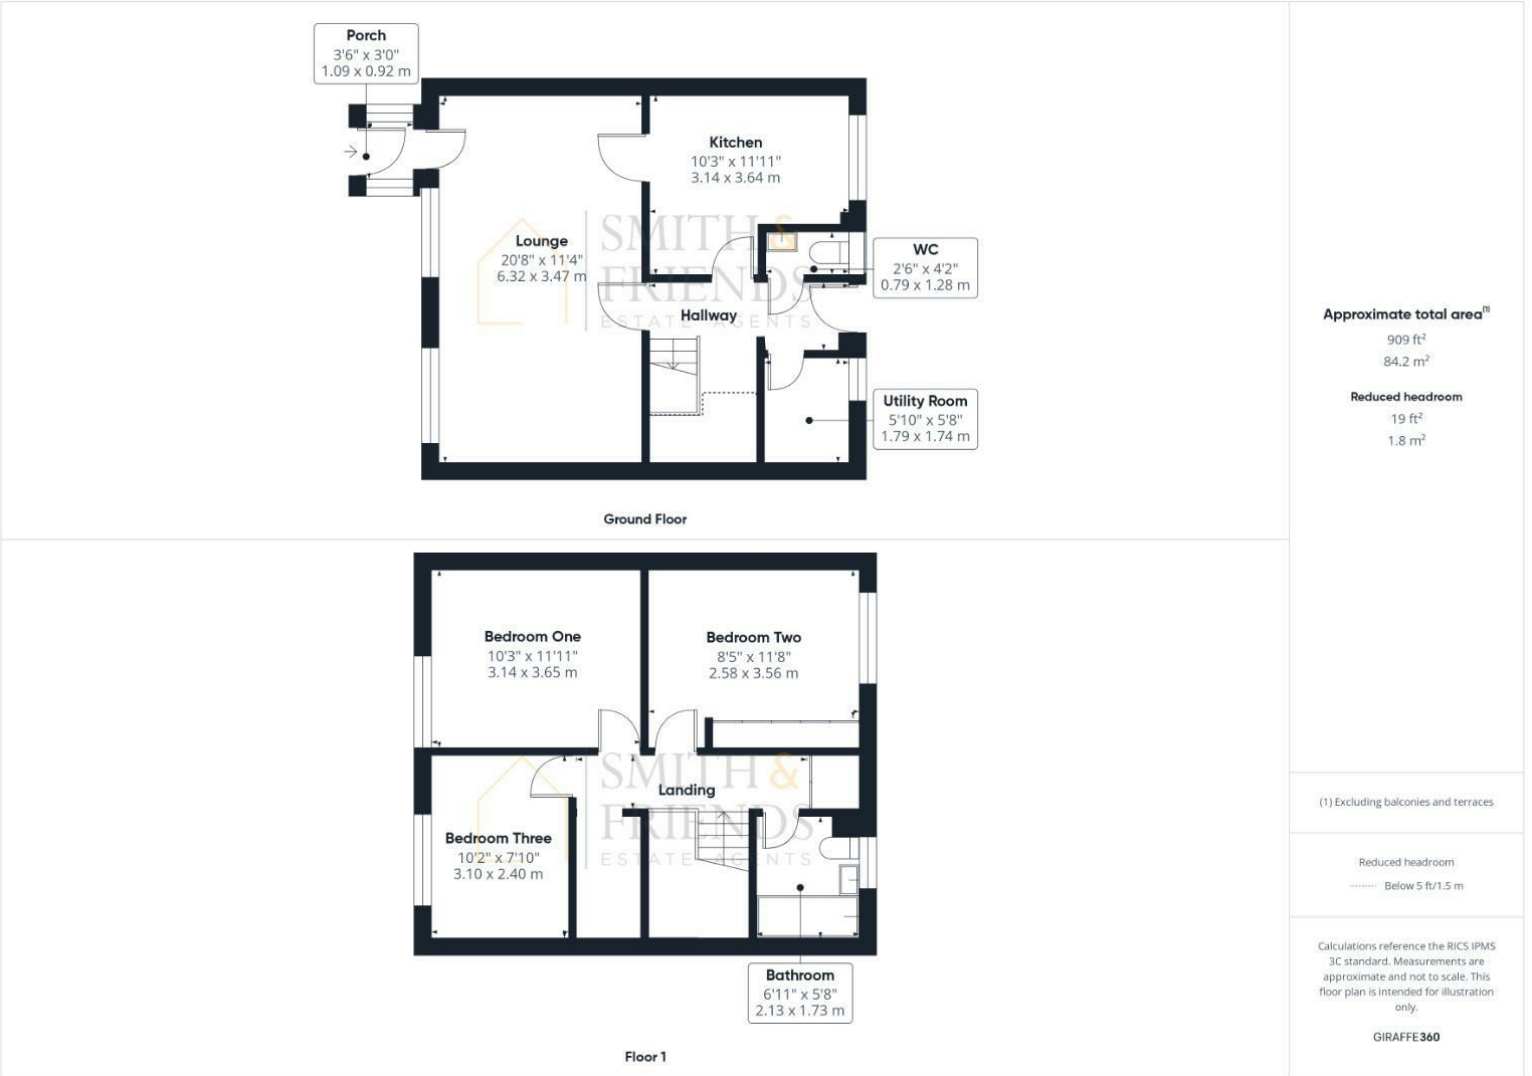 Porch
3'6" x 3'0"
1.09 x 0.92 m
Kitchen
10'3" x 11'11"
3.14 x 3.64 m
Lounge
20'8" x 11'4"
6.32 x 3.47 m
SMITH &
FRIENDS
ESTATE AGENTS
WC
2'6" x 4'2"
0.79 x 1.28 m
Hallway
Utility Room
5'10" x 5'8"
1.79 x 1.74 m
Ground Floor
Bedroom One
10'3" x 11'11"
3.14 x 3.65 m
Bedroom Two
8'5" x 11'8"
2.58 x 3.56 m
SMITH &
FRIENDS
ESTATE AGENTS
Landing
Bedroom Three
10'2" x 7'10"
3.10 x 2.40 m
Bathroom
6'11" x 5'8"
2.13 x 1.73 m
Floor 1
Approximate total area(1)
909 ft²
84.2 m²
Reduced headroom
19 ft²
1.8 m²
(1) Excluding balconies and terraces
Reduced headroom
Below 5 ft/1.5 m
Calculations reference the RICS IPMS
3C standard. Measurements are
approximate and not to scale. This
floor plan is intended for illustration
only.
GIRAFFE360